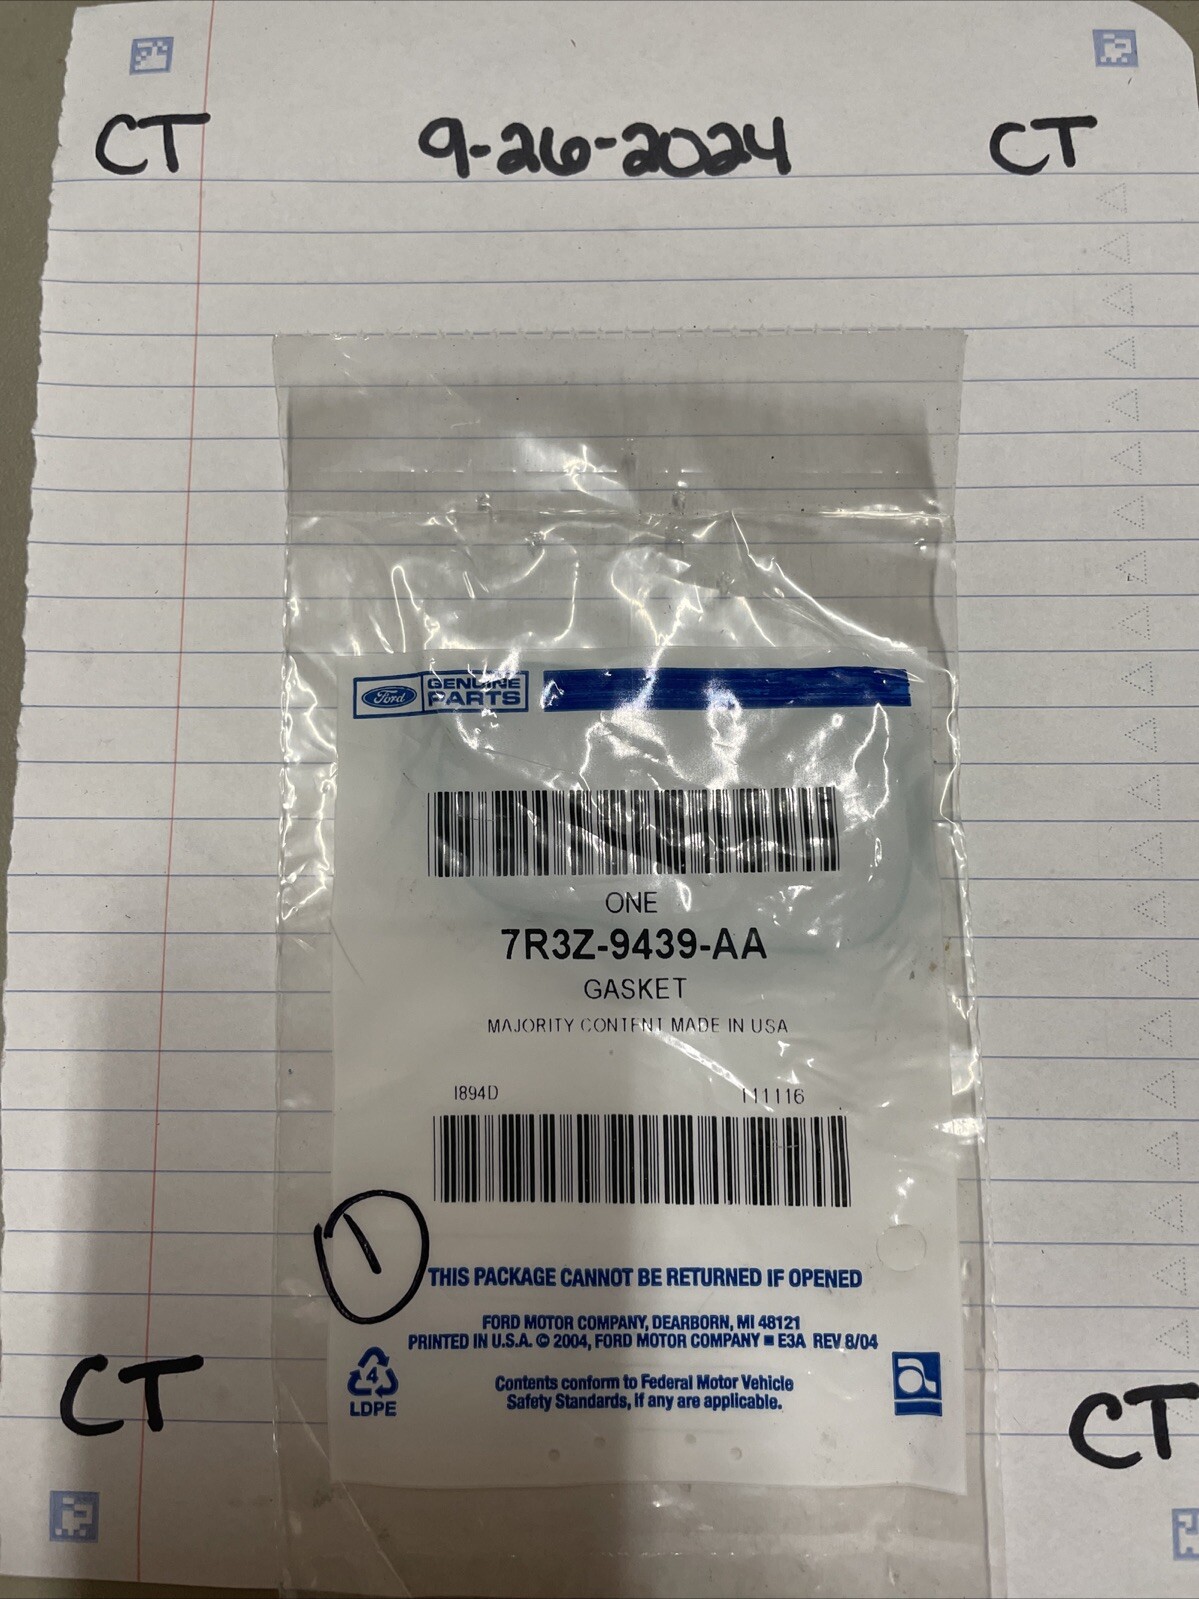 CT 9-26-2024 CT
Ford GENUINE PARTS
ONE
7R3Z-9439-AA
GASKET
MAJORITY CONTENT MADE IN USA
1894D 111116
1
THIS PACKAGE CANNOT BE RETURNED IF OPENED
FORD MOTOR COMPANY, DEARBORN, MI 48121
PRINTED IN U.S.A. © 2004, FORD MOTOR COMPANY ■ E3A REV 8/04
4
LDPE
Contents conform to Federal Motor Vehicle
Safety Standards, if any are applicable.
a
CT CT